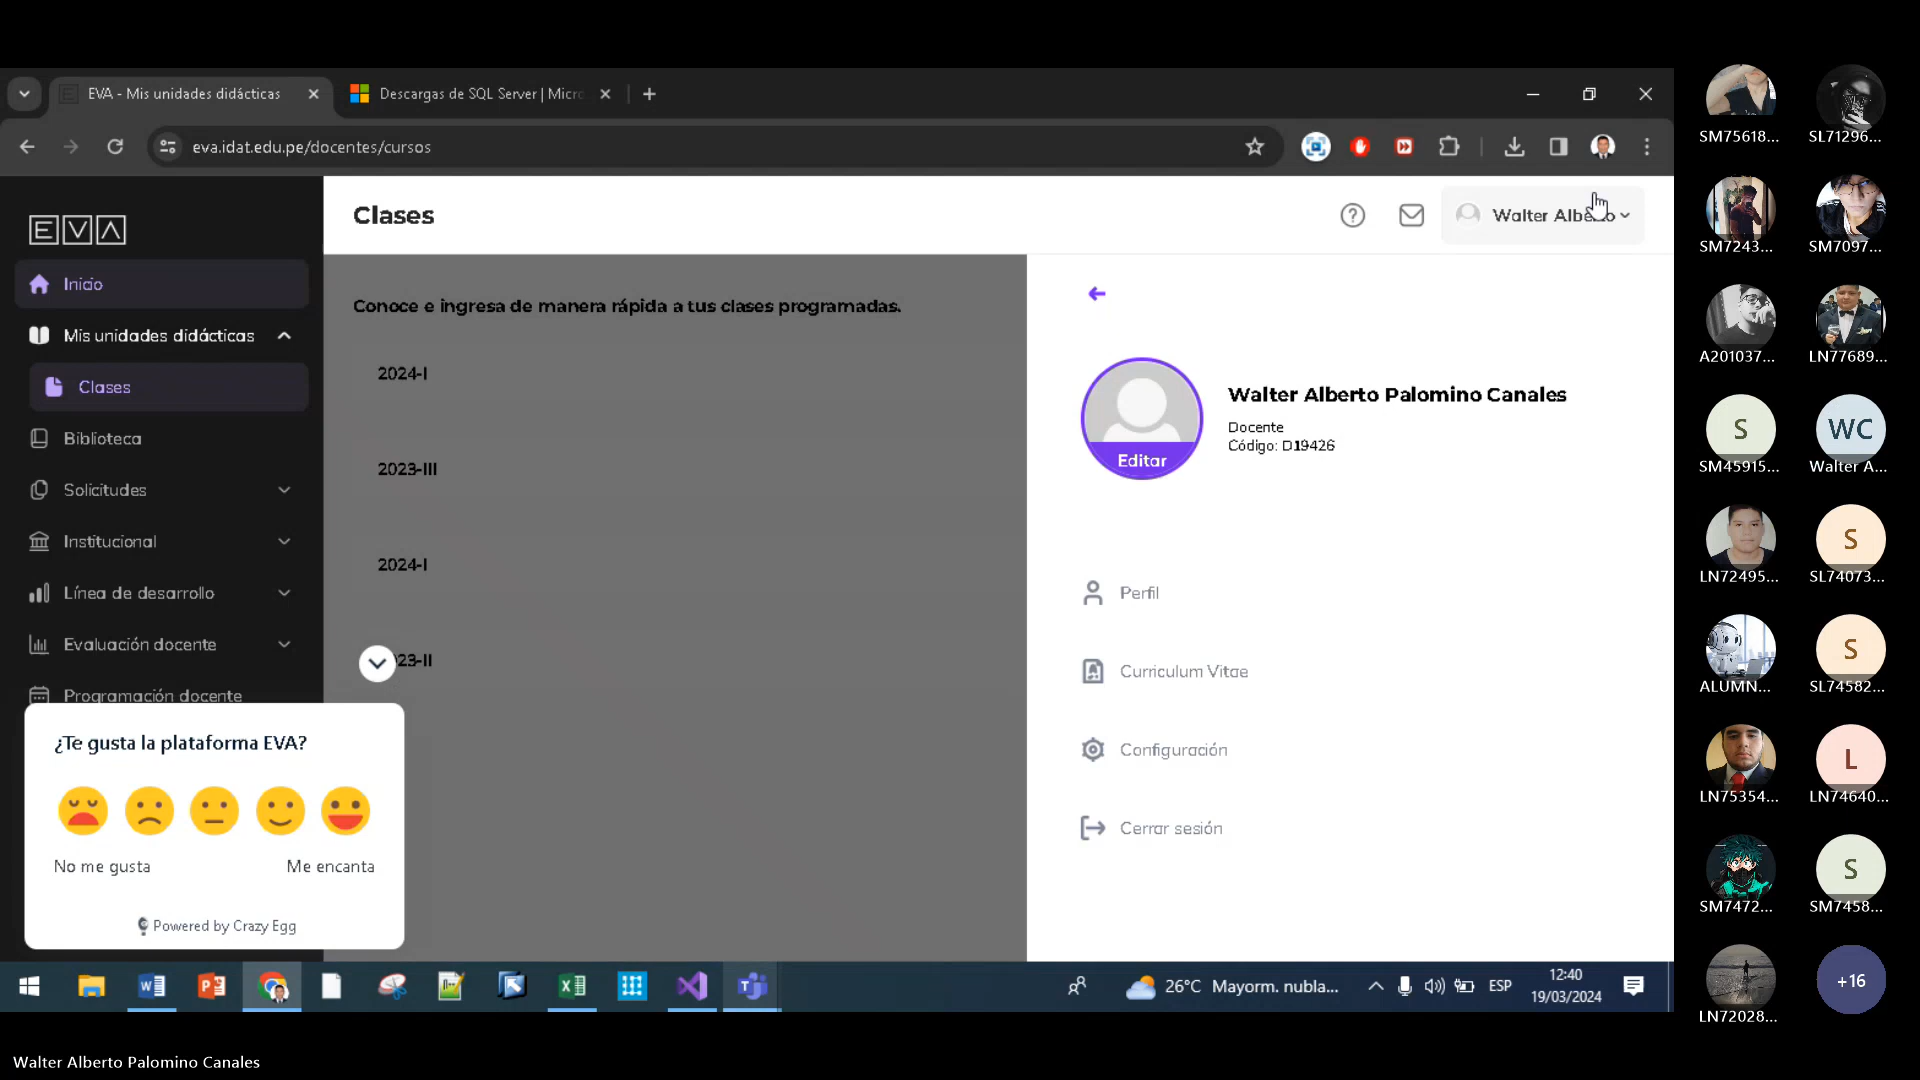 EVA - Mis unidades didácticas
Descargas de SQL Server | Micro
eva.idat.edu.pe/docentes/cursos
EVA
Inicio
Mis unidades didácticas
Clases
Biblioteca
Solicitudes
Institucional
Línea de desarrollo
Evaluación docente
Programación docente
¿Te gusta la plataforma EVA?
No me gusta
Me encanta
Powered by Crazy Egg
Clases
Walter Alberto
Conoce e ingresa de manera rápida a tus clases programadas.
2024-I
2023-III
2024-I
23-II
Editar
Walter Alberto Palomino Canales
Docente
Código: D19426
Perfil
Curriculum Vitae
Configuración
Cerrar sesión
26°C Mayorm. nubla...
ESP
12:40
19/03/2024
SM75618...
SL71296...
SM7243...
SM7097...
A201037...
LN77689...
S
WC
SM45915...
Walter A...
S
LN72495...
SL74073...
S
ALUMN...
SL74582...
L
LN75354...
LN74640...
S
SM7472...
SM7458...
+16
LN72028...
Walter Alberto Palomino Canales